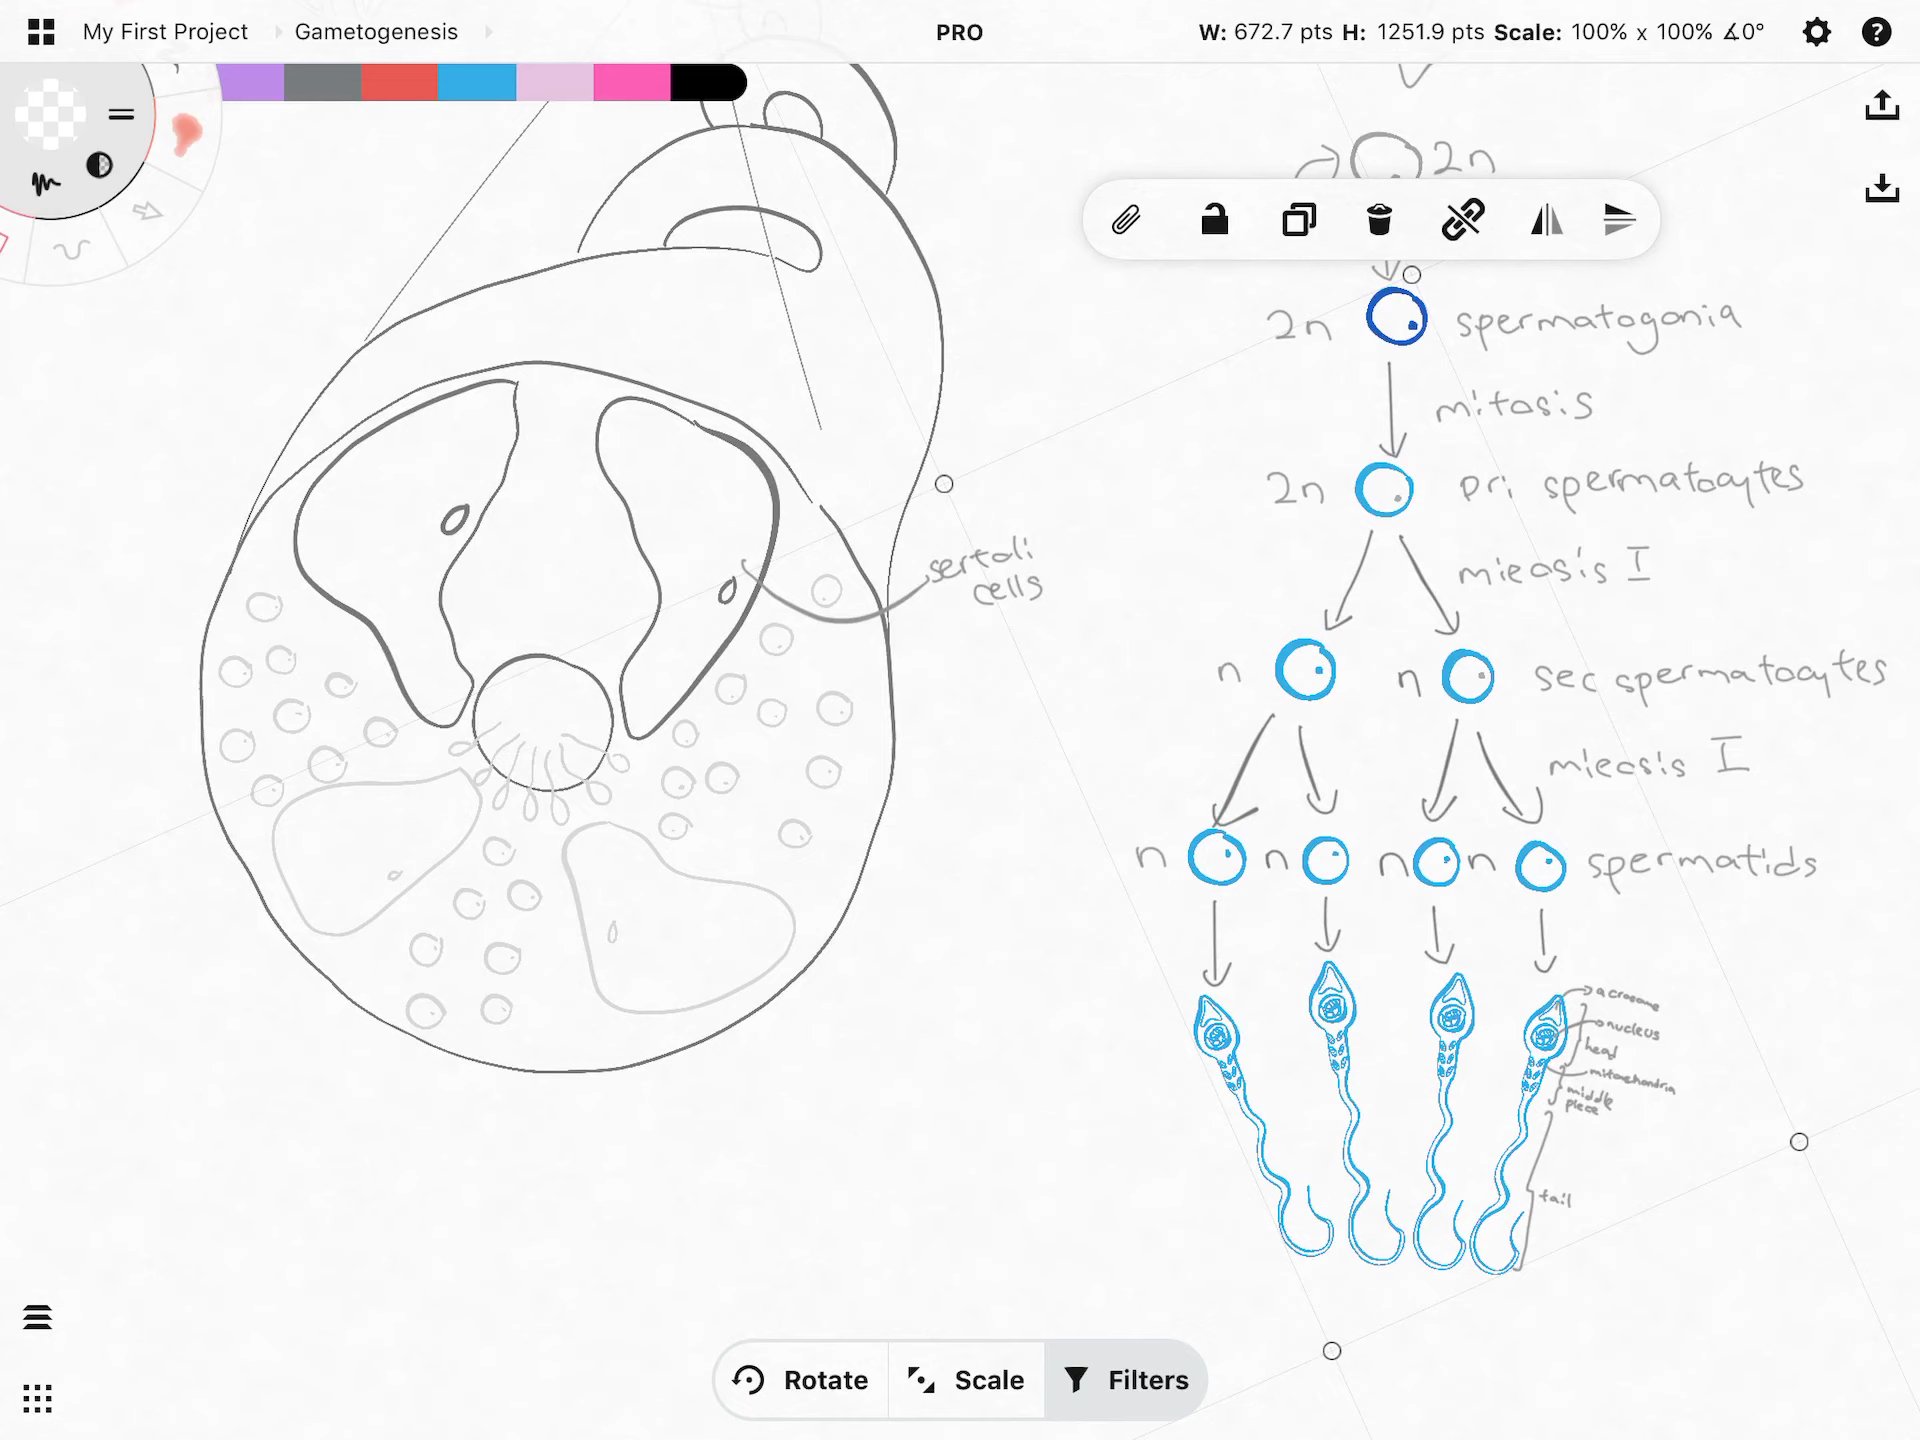 My First Project Gametogenesis PRO W: 672.7 pts H: 1251.9 pts Scale: 100% x 100% ∡0°
2n
2n spermatogonia
mitosis
2n pri spermatocytes
sertoli
cells
mieosis I
n n sec spermatocytes
mieosis I
n n n n spermatids
acrosome
nucleus
head
mitochondria
middle
piece
tail
Rotate Scale Filters